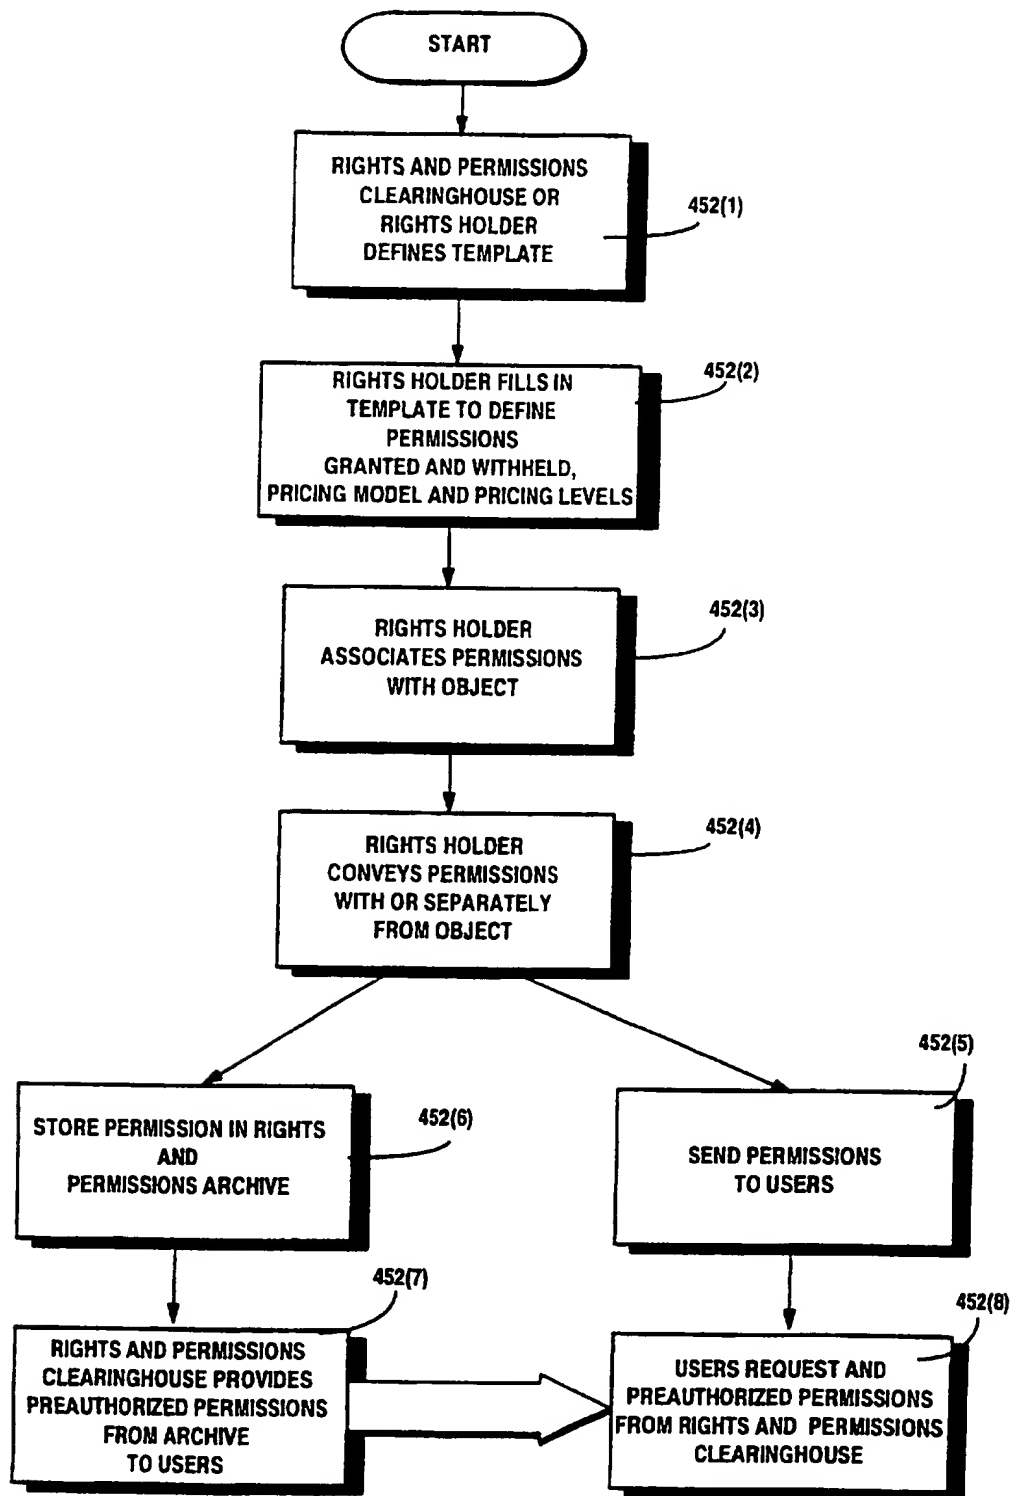 START
RIGHTS AND PERMISSIONS
CLEARINGHOUSE OR
RIGHTS HOLDER
DEFINES TEMPLATE
452(1)
RIGHTS HOLDER FILLS IN
TEMPLATE TO DEFINE
PERMISSIONS
GRANTED AND WITHHELD,
PRICING MODEL AND PRICING LEVELS
452(2)
RIGHTS HOLDER
ASSOCIATES PERMISSIONS
WITH OBJECT
452(3)
RIGHTS HOLDER
CONVEYS PERMISSIONS
WITH OR SEPARATELY
FROM OBJECT
452(4)
STORE PERMISSION IN RIGHTS
AND
PERMISSIONS ARCHIVE
452(6)
SEND PERMISSIONS
TO USERS
452(5)
RIGHTS AND PERMISSIONS
CLEARINGHOUSE PROVIDES
PREAUTHORIZED PERMISSIONS
FROM ARCHIVE
TO USERS
452(7)
USERS REQUEST AND
PREAUTHORIZED PERMISSIONS
FROM RIGHTS AND PERMISSIONS
CLEARINGHOUSE
452(8)